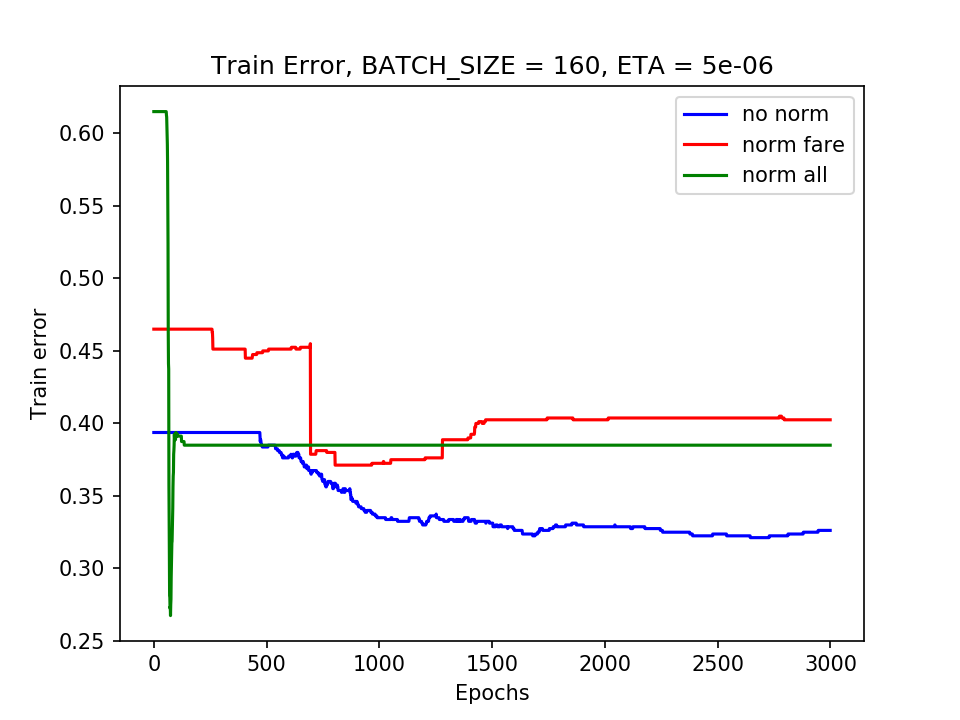 Train Error, BATCH_SIZE = 160, ETA = 5e-06
no norm
norm fare
norm all
Train error
0.60
0.55
0.50
0.45
0.40
0.35
0.30
0.25
0 500 1000 1500 2000 2500 3000
Epochs